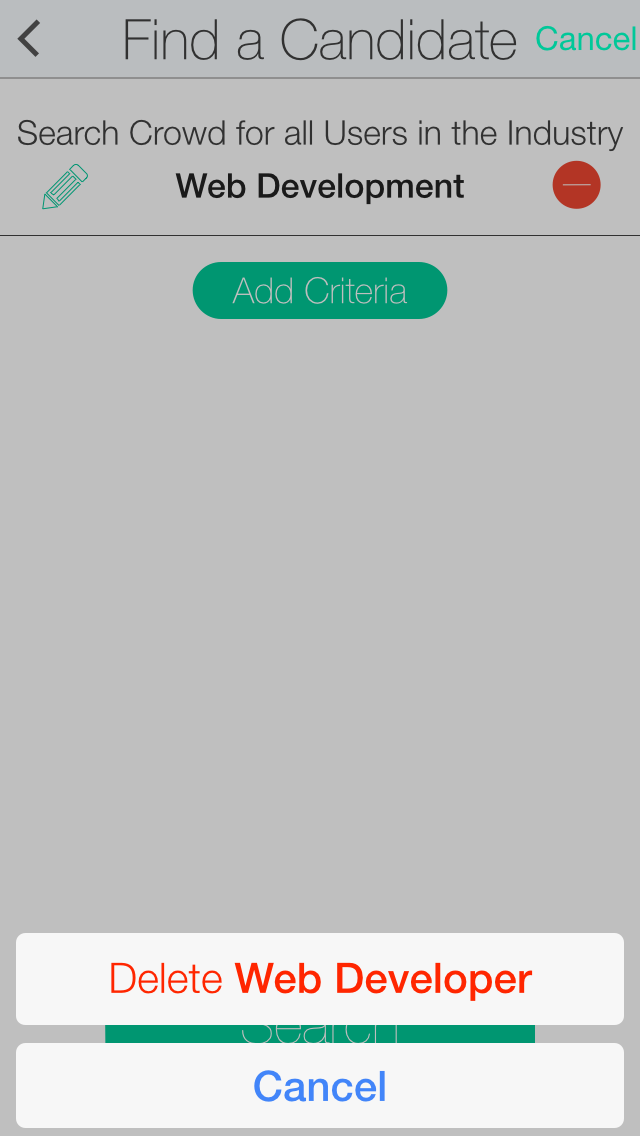 Find a Candidate Cancel
Search Crowd for all Users in the Industry
Web Development
Add Criteria
Delete Web Developer
Search
Cancel